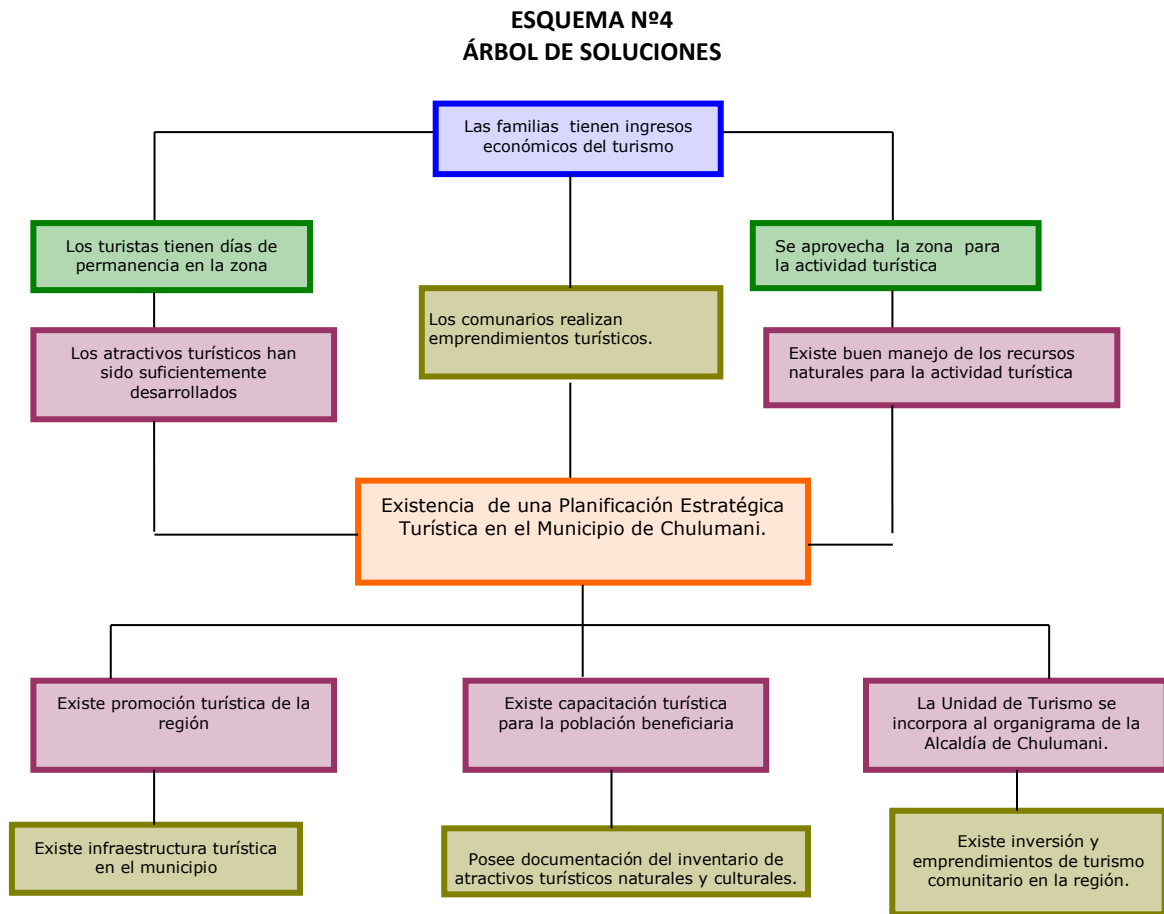 ESQUEMA Nº4
ÁRBOL DE SOLUCIONES
Las familias tienen ingresos
económicos del turismo
Los turistas tienen días de
permanencia en la zona
Se aprovecha la zona para
la actividad turística
Los comunarios realizan
emprendimientos turísticos.
Los atractivos turísticos han
sido suficientemente
desarrollados
Existe buen manejo de los recursos
naturales para la actividad turística
Existencia de una Planificación Estratégica
Turística en el Municipio de Chulumani.
Existe promoción turística de la
región
Existe capacitación turística
para la población beneficiaria
La Unidad de Turismo se
incorpora al organigrama de la
Alcaldía de Chulumani.
Existe infraestructura turística
en el municipio
Posee documentación del inventario de
atractivos turísticos naturales y culturales.
Existe inversión y
emprendimientos de turismo
comunitario en la región.